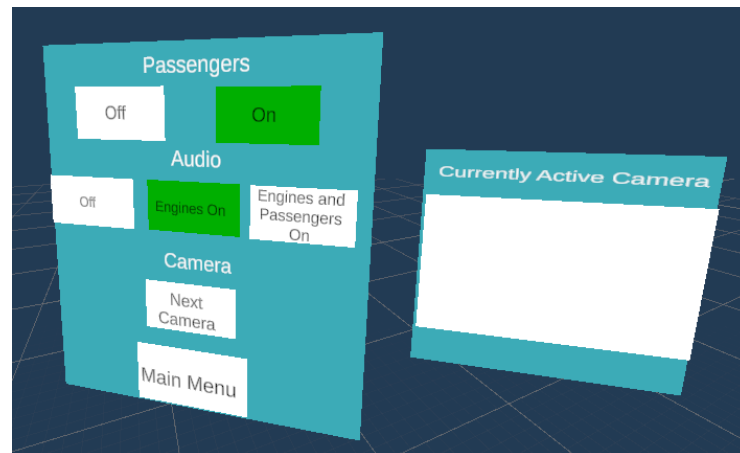 Passengers
Off
On
Audio
Off
Engines On
Engines and
Passengers
On
Camera
Next
Camera
Main Menu
Currently Active Camera